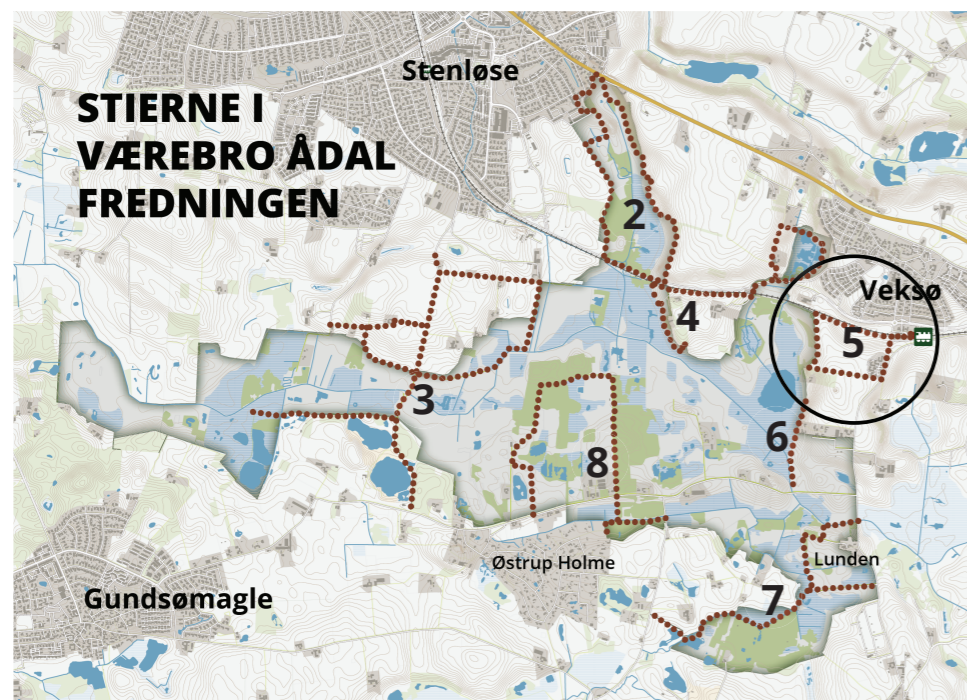 Stenløse
STIERNE I
VÆREBRO ÅDAL
FREDNINGEN
2
Veksø
4
5
3
6
8
Østrup Holme
Lunden
Gundsømagle
7